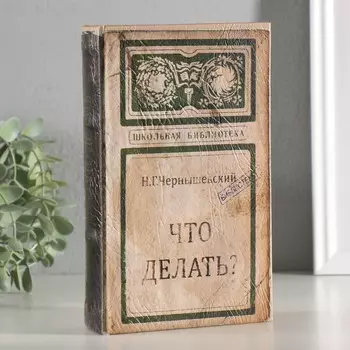 ШКОЛЬНАЯ БИБЛИОТЕКА
Н.Г.Чернышевский
ЧТО
ДЕЛАТЬ?